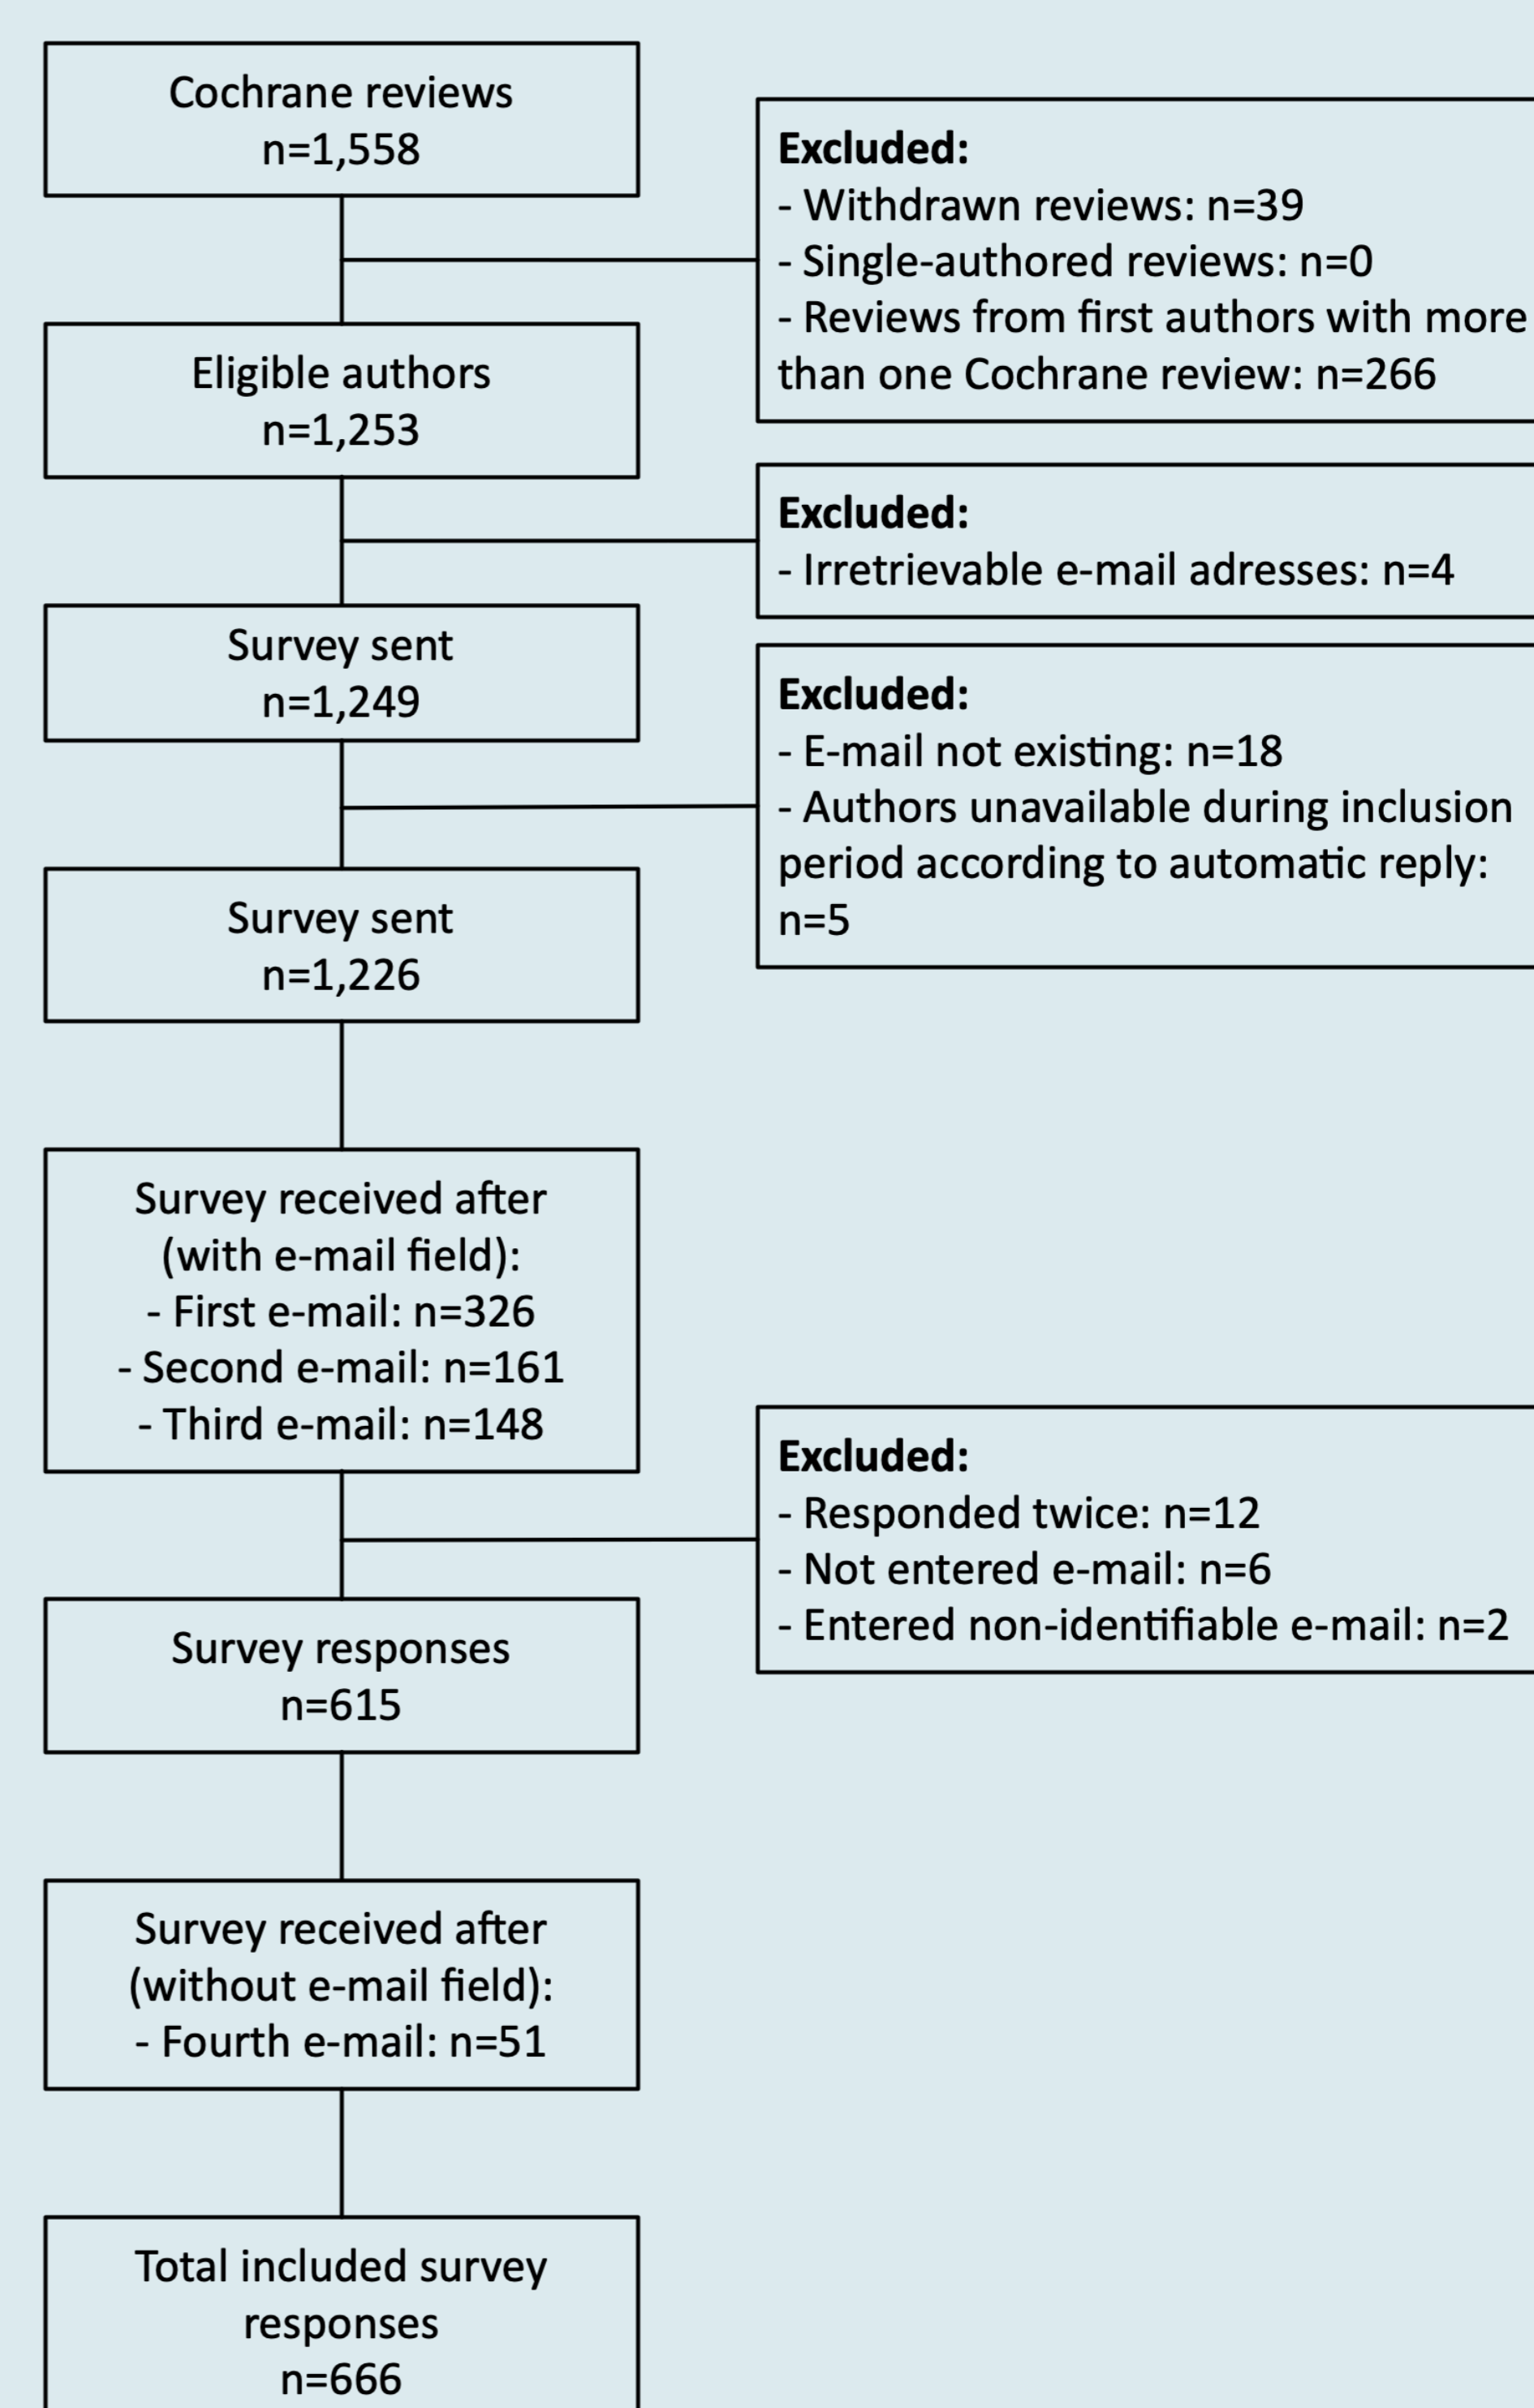 Cochrane reviews
n=1,558
Excluded:
- Withdrawn reviews: n=39
- Single-authored reviews: n=0
- Reviews from first authors with more
than one Cochrane review: n=266
Eligible authors
n=1,253
Excluded:
- Irretrievable e-mail adresses: n=4
Survey sent
n=1,249
Excluded:
- E-mail not existing: n=18
- Authors unavailable during inclusion
period according to automatic reply:
n=5
Survey sent
n=1,226
Survey received after
(with e-mail field):
- First e-mail: n=326
- Second e-mail: n=161
- Third e-mail: n=148
Excluded:
- Responded twice: n=12
- Not entered e-mail: n=6
- Entered non-identifiable e-mail: n=2
Survey responses
n=615
Survey received after
(without e-mail field):
- Fourth e-mail: n=51
Total included survey
responses
n=666